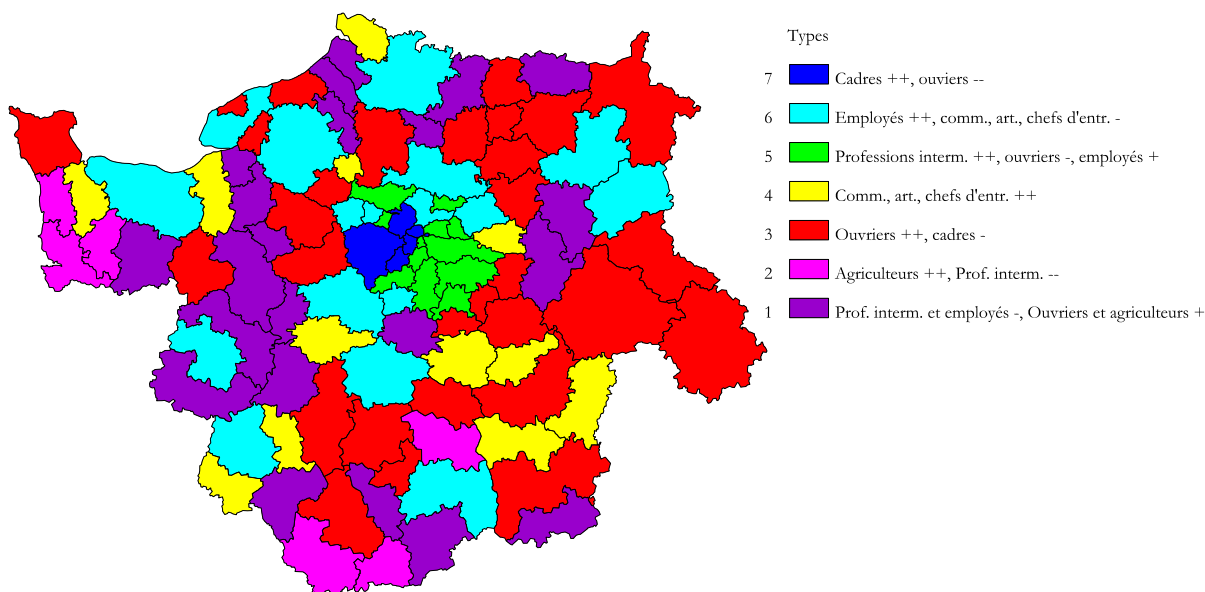 Types
7 Cadres ++, ouviers --
6 Employés ++, comm., art., chefs d'entr. -
5 Professions interm. ++, ouvriers -, employés +
4 Comm., art., chefs d'entr. ++
3 Ouvriers ++, cadres -
2 Agriculteurs ++, Prof. interm. --
1 Prof. interm. et employés -, Ouvriers et agriculteurs +